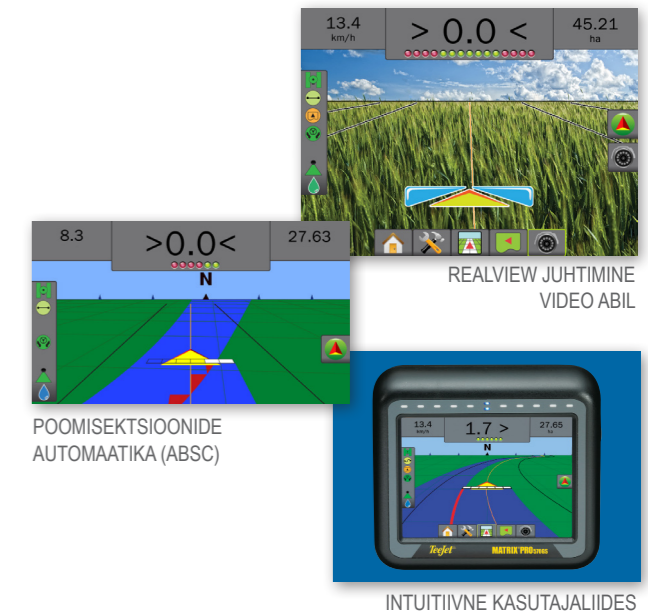 13.4
km/h
> 0.0 <
45.21
ha
REALVIEW JUHTIMINE
VIDEO ABIL
8.3
>0.0<
27.63
N
POOMISEKTSIOONIDE
AUTOMAATIKA (ABSC)
13.4
km/h
1.7 >
27.65
ha
N
TeeJet
MATRIX PRO 570GS
INTUITIIVNE KASUTAJALIIDES